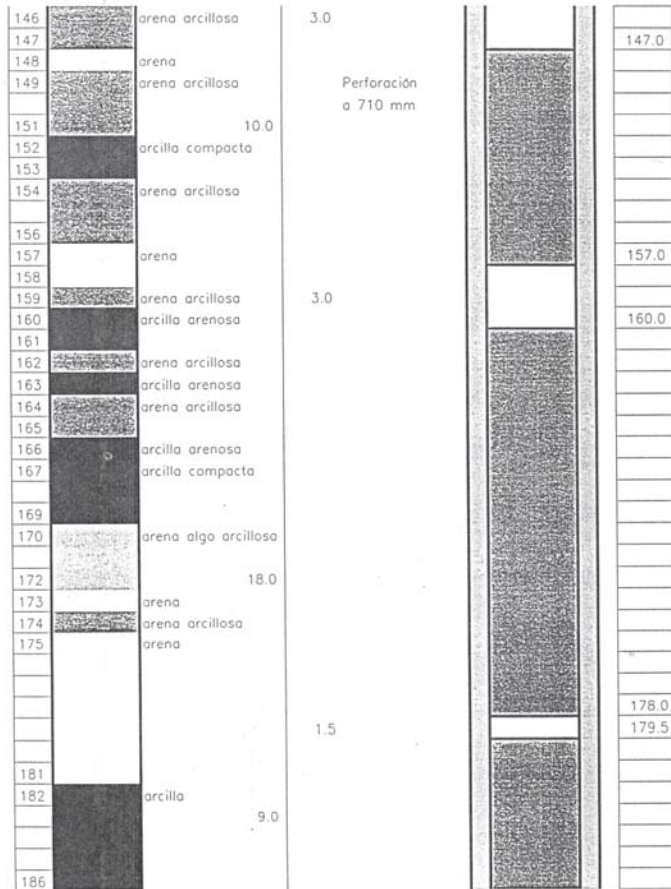 146 arena arcillosa 3.0
147 147.0
148 arena
149 arena arcillosa Perforación
a 710 mm
151 10.0
152 arcilla compacta
153
154 arena arcillosa
156
157 arena 157.0
158
159 arena arcillosa 3.0
160 arcilla arenosa 160.0
161
162 arena arcillosa
163 arcilla arenosa
164 arena arcillosa
165
166 arcilla arenosa
167 arcilla compacta
169
170 arena algo arcillosa
172 18.0
173 arena
174 arena arcillosa
175 arena
178.0
1.5 179.5
181
182 arcilla
9.0
186